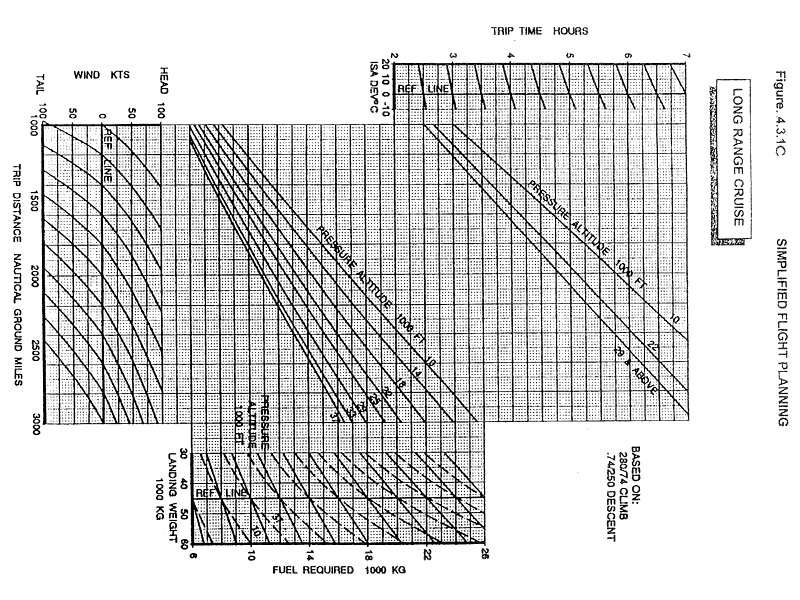 Figure. 4.3.1C
SIMPLIFIED FLIGHT PLANNING
LONG RANGE CRUISE
BASED ON:
280/74 CLIMB
.74/250 DESCENT
TRIP TIME HOURS
2 3 4 5 6 7
ISA DEV°C
20 10 0 -10
REF LINE
PRESSURE ALTITUDE 1000 FT
10
22
29 & ABOVE
PRESSURE ALTITUDE 1000 FT
10
14
18
37
PRESSURE
ALTITUDE
1000 FT
37
10
REF LINE
LANDING WEIGHT
1000 KG
30 40 50 60
6 10 14 18 22 26
FUEL REQUIRED 1000 KG
WIND KTS
HEAD
TAIL
100 50 0 50 100
REF LINE
1000 1500 2000 2500 3000
TRIP DISTANCE NAUTICAL GROUND MILES